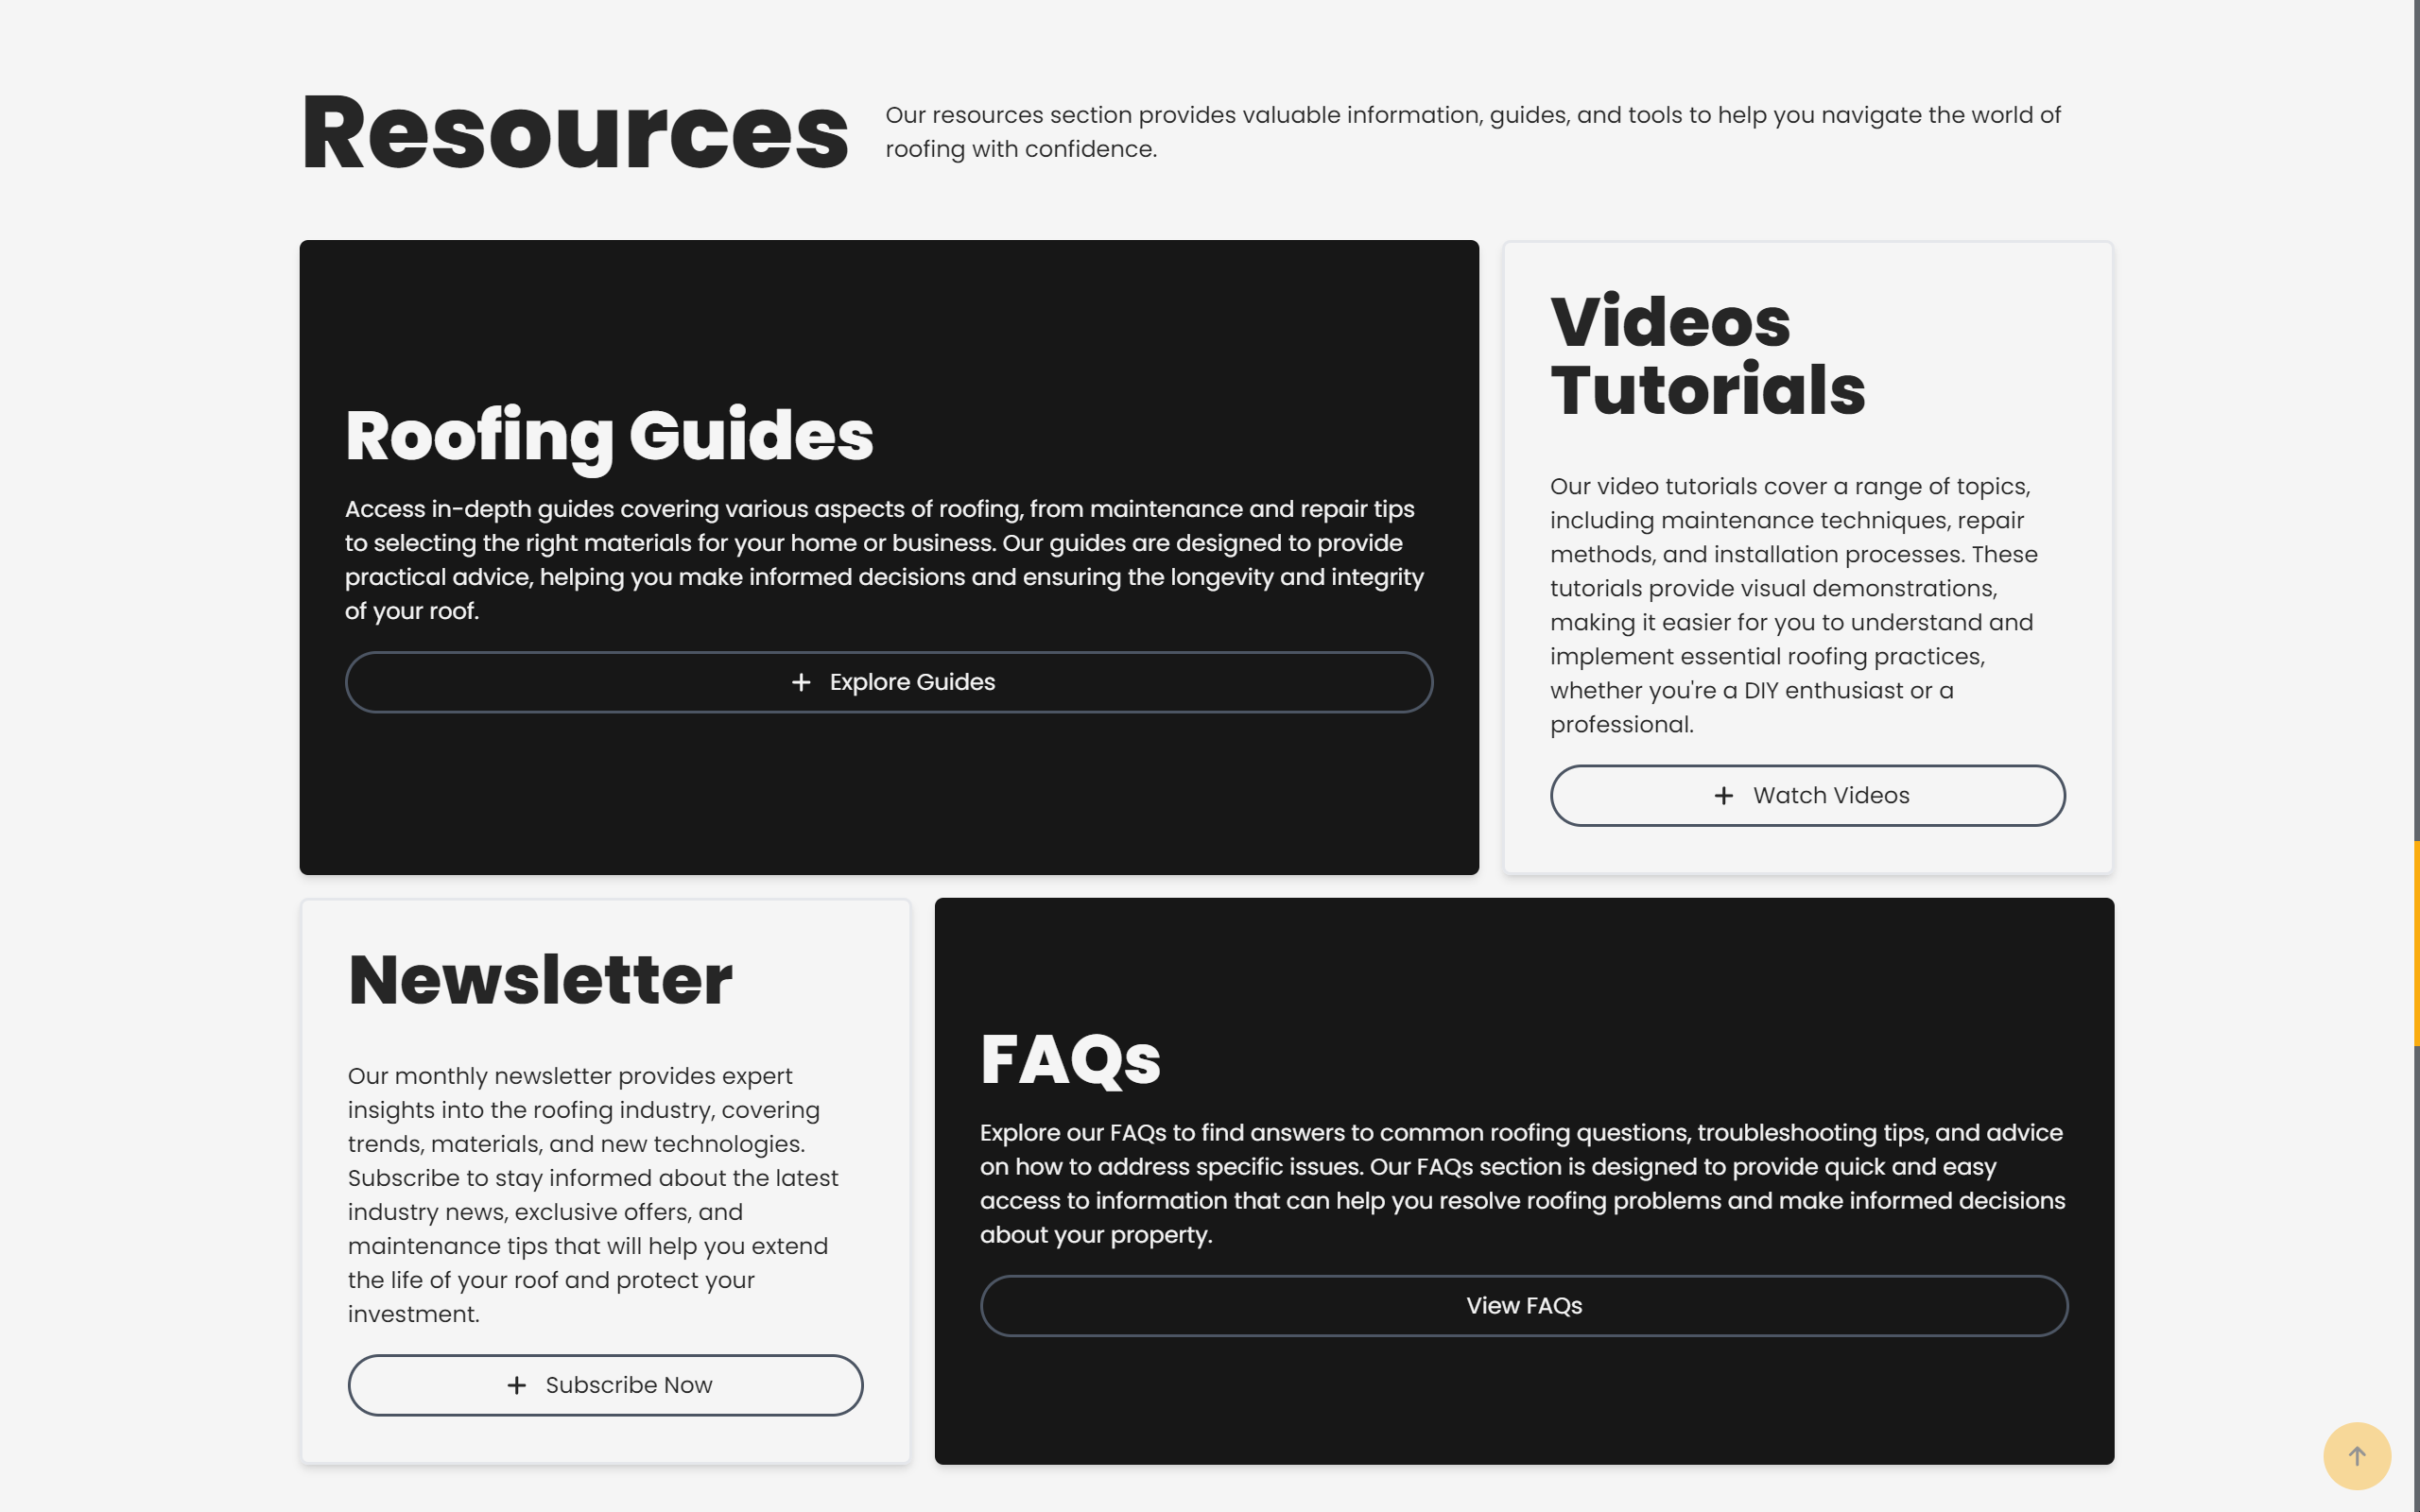 Resources
Our resources section provides valuable information, guides, and tools to help you navigate the world of
roofing with confidence.
Roofing Guides
Access in-depth guides covering various aspects of roofing, from maintenance and repair tips
to selecting the right materials for your home or business. Our guides are designed to provide
practical advice, helping you make informed decisions and ensuring the longevity and integrity
of your roof.
+ Explore Guides
Videos
Tutorials
Our video tutorials cover a range of topics,
including maintenance techniques, repair
methods, and installation processes. These
tutorials provide visual demonstrations,
making it easier for you to understand and
implement essential roofing practices,
whether you're a DIY enthusiast or a
professional.
+ Watch Videos
Newsletter
Our monthly newsletter provides expert
insights into the roofing industry, covering
trends, materials, and new technologies.
Subscribe to stay informed about the latest
industry news, exclusive offers, and
maintenance tips that will help you extend
the life of your roof and protect your
investment.
+ Subscribe Now
FAQs
Explore our FAQs to find answers to common roofing questions, troubleshooting tips, and advice
on how to address specific issues. Our FAQs section is designed to provide quick and easy
access to information that can help you resolve roofing problems and make informed decisions
about your property.
View FAQs